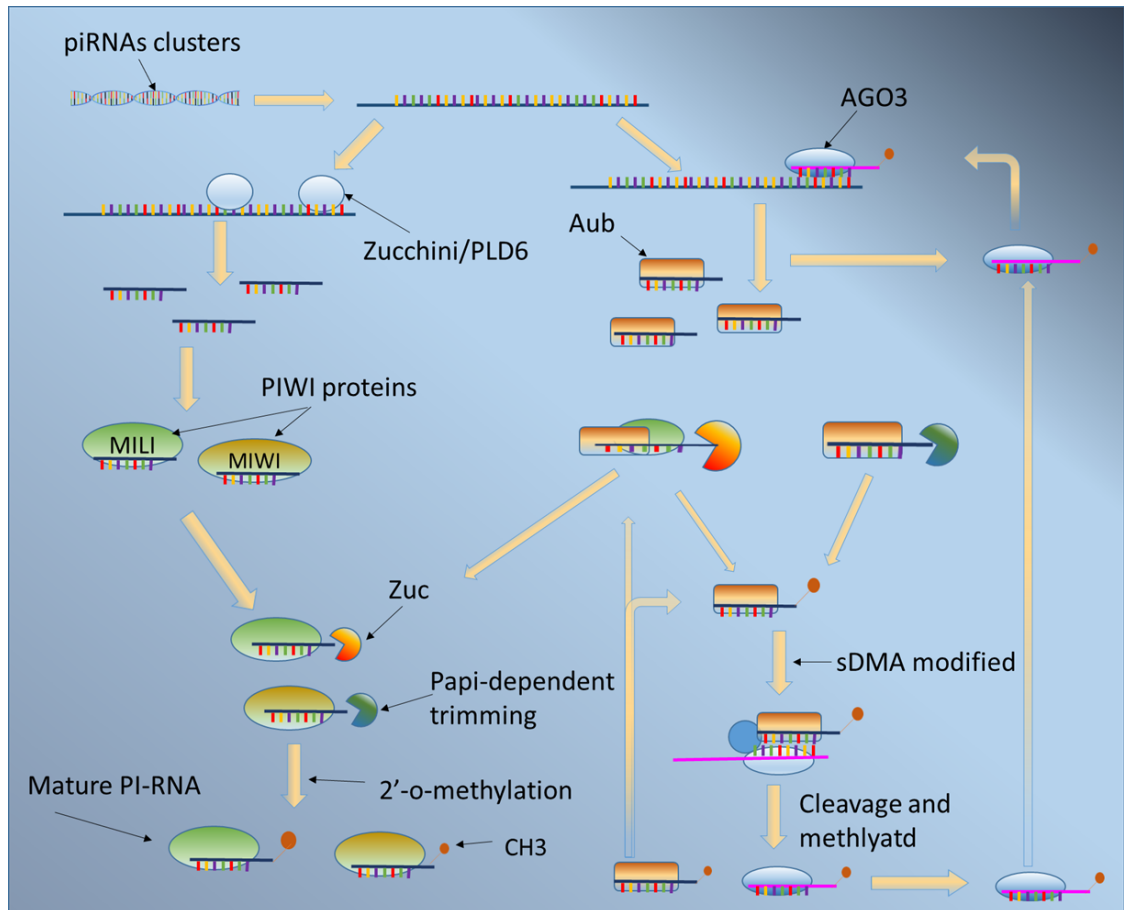 piRNAs clusters
AGO3
Zucchini/PLD6
Aub
PIWI proteins
MILI
MIWI
Zuc
Papi-dependent
trimming
sDMA modified
Mature PI-RNA
2’-o-methylation
CH3
Cleavage and
methlyatd